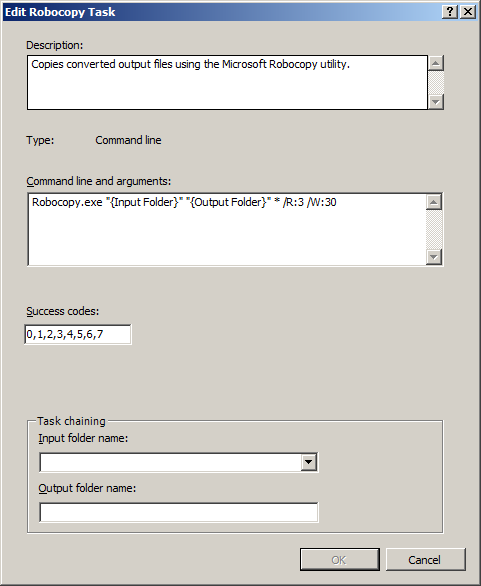 Edit Robocopy Task
Description:
Copies converted output files using the Microsoft Robocopy utility.
Type: Command line
Command line and arguments:
Robocopy.exe "{Input Folder}" "{Output Folder}" * /R:3 /W:30
Success codes:
0,1,2,3,4,5,6,7
Task chaining
Input folder name:
Output folder name:
OK Cancel